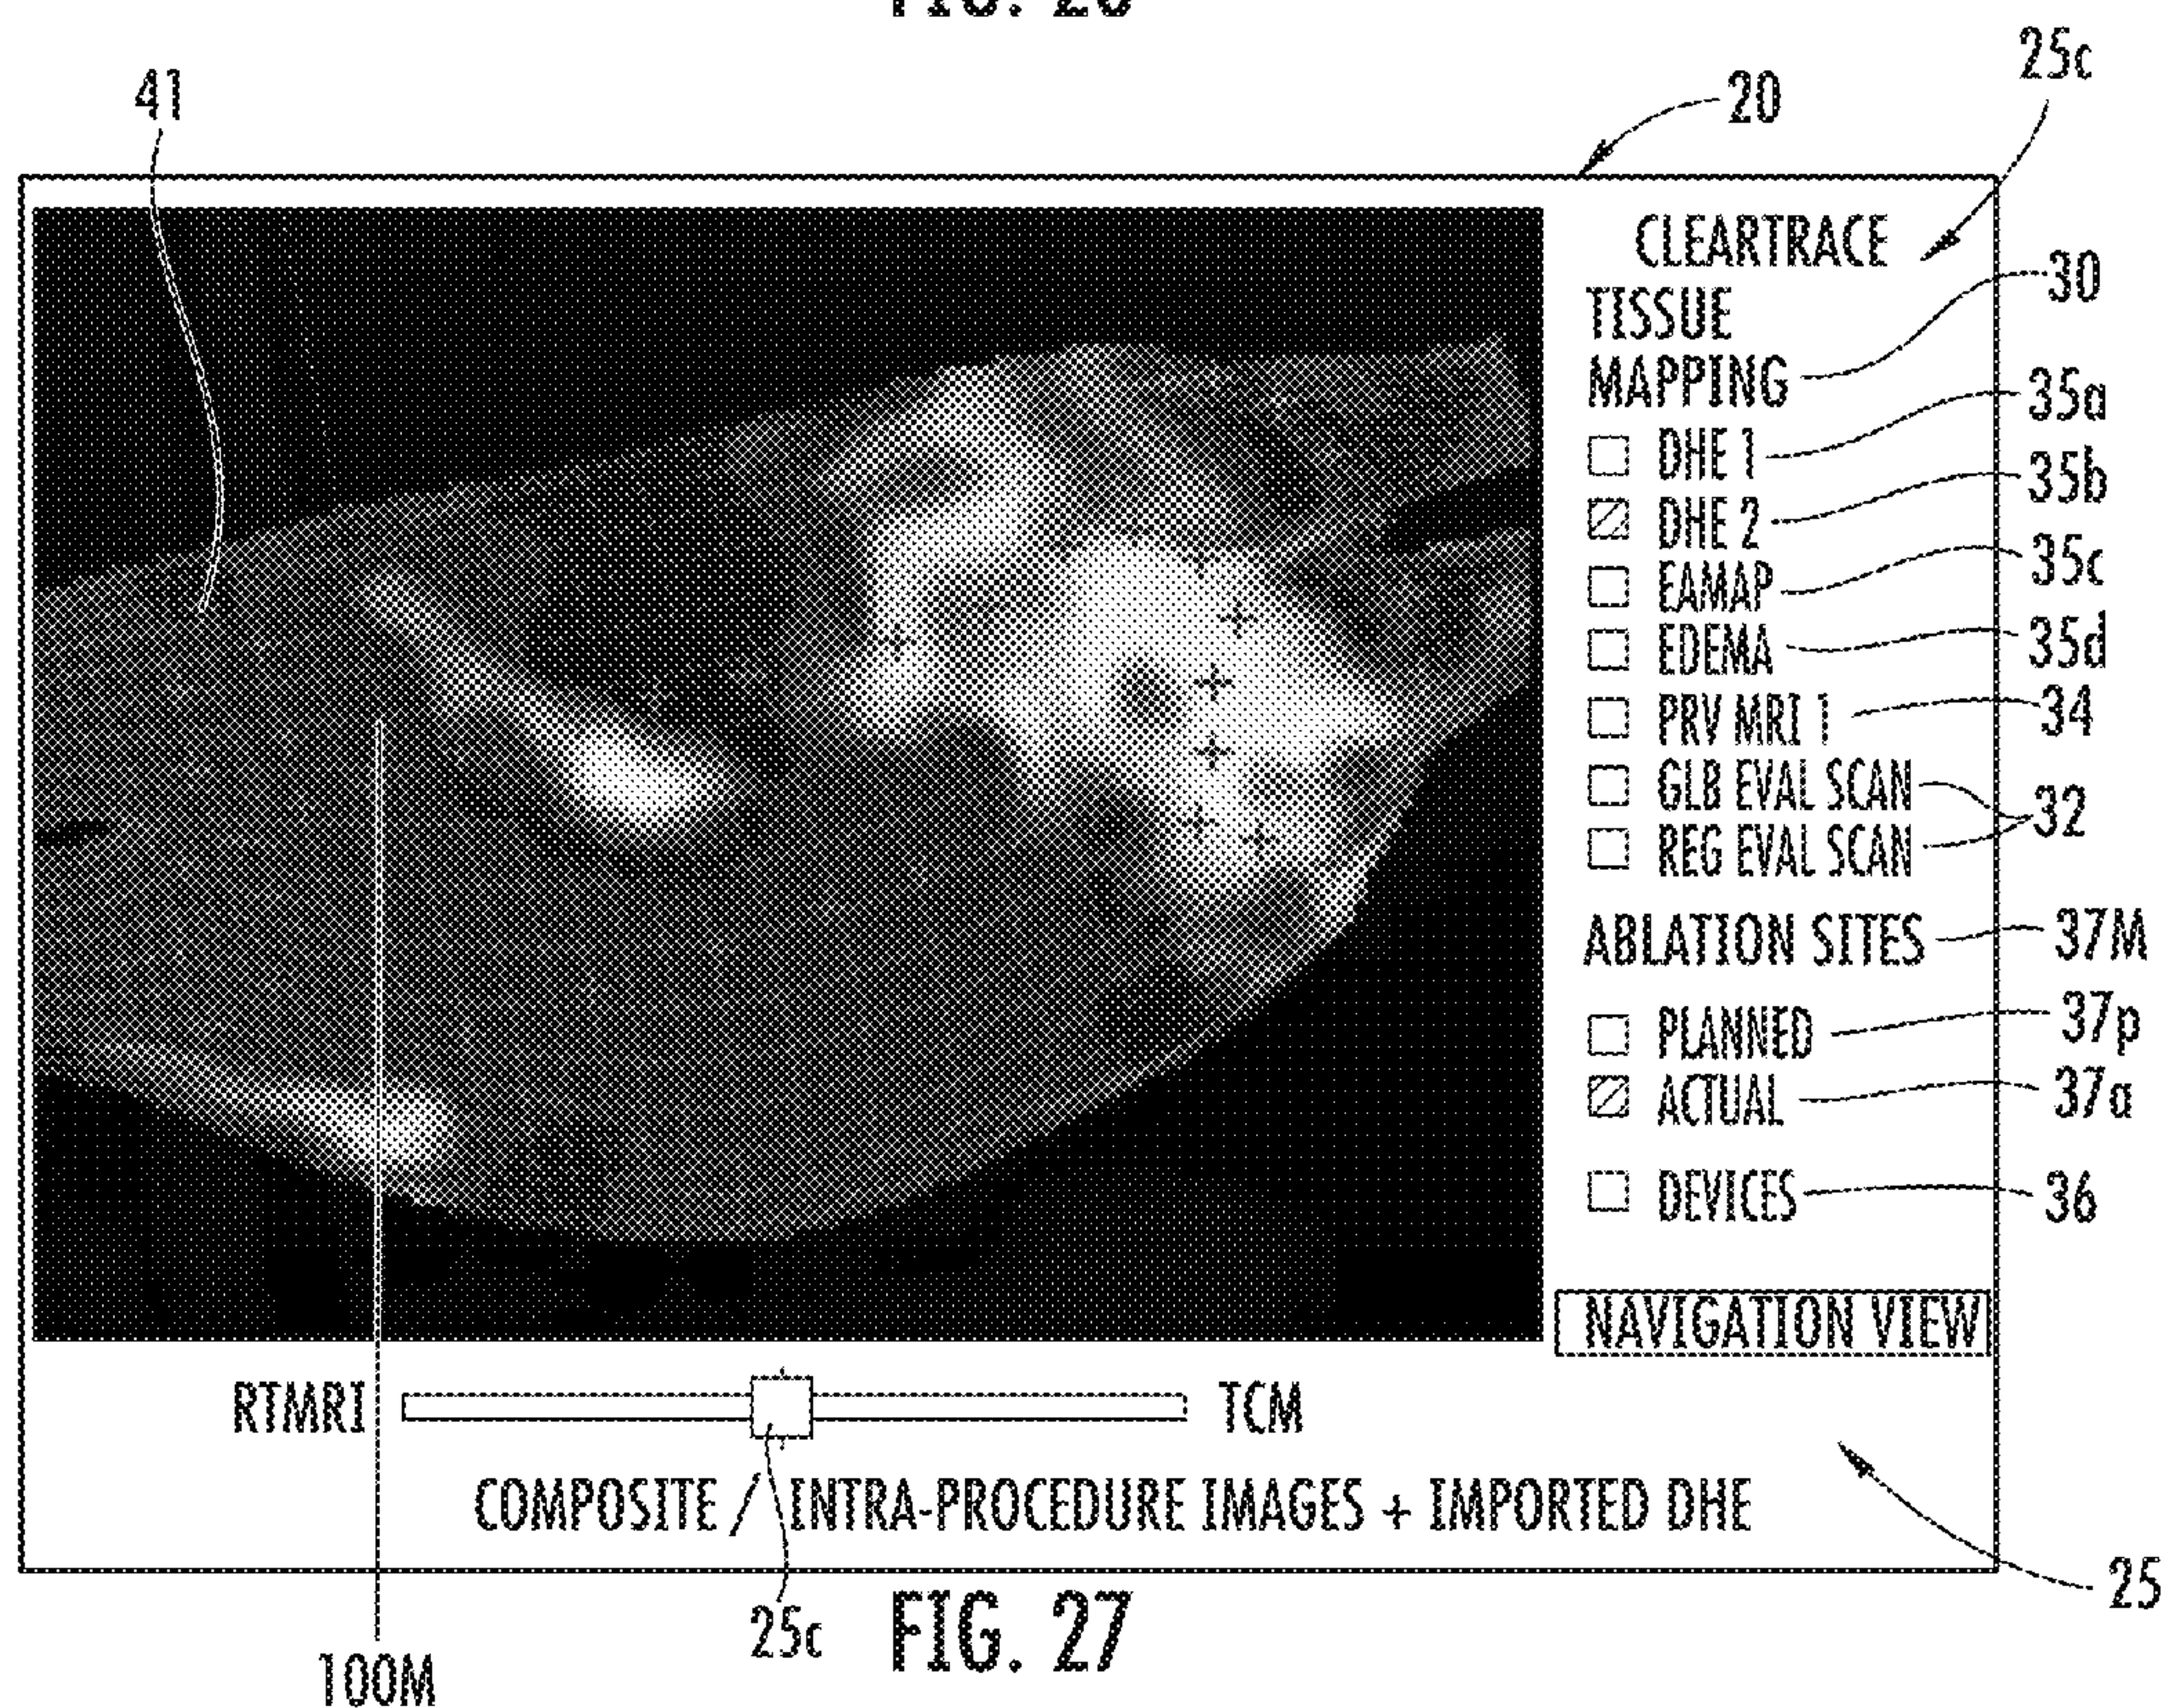 25c
41
20
CLEARTRACE
30
TISSUE
MAPPING
35a
DHE 1
35b
DHE 2
35c
EAMAP
35d
EDEMA
34
PRV MRI 1
GLB EVAL SCAN
32
REG EVAL SCAN
ABLATION SITES
37M
37p
PLANNED
37a
ACTUAL
DEVICES
36
NAVIGATION VIEW
RTMRI
TCM
COMPOSITE / INTRA-PROCEDURE IMAGES + IMPORTED DHE
25
25c
FIG. 27
100M